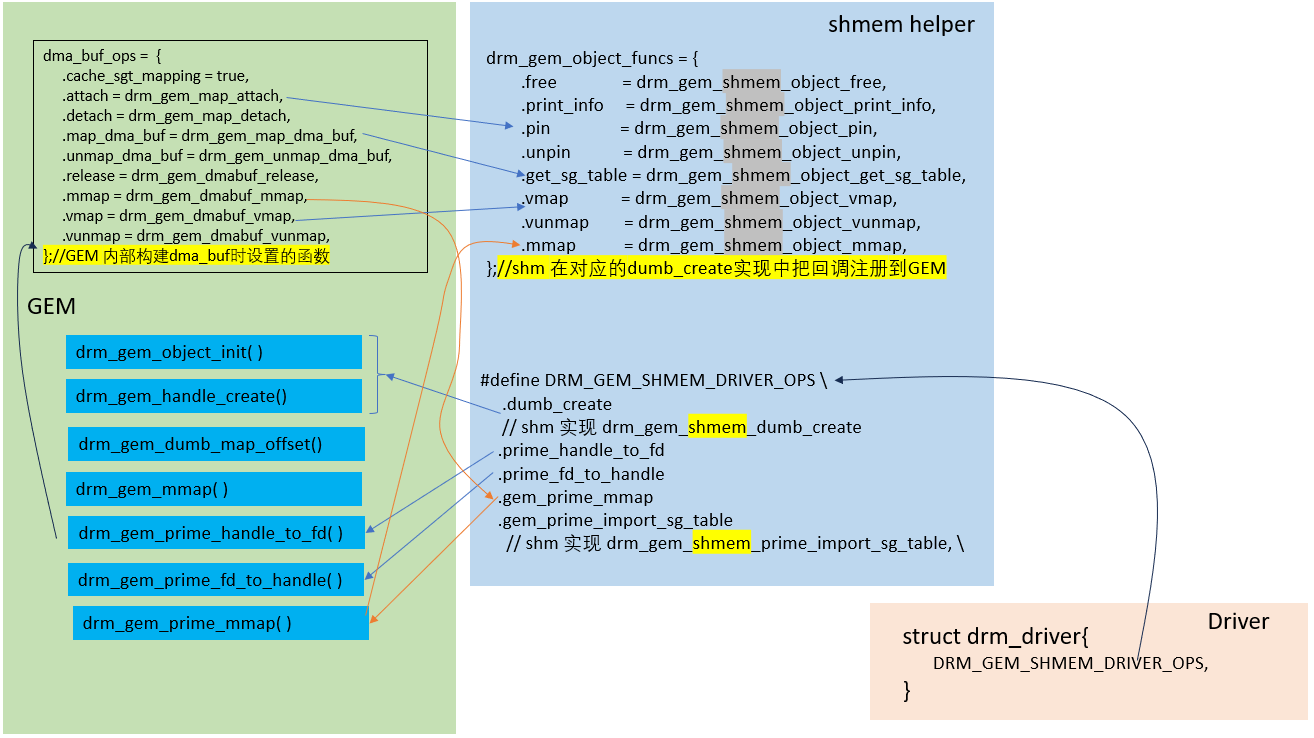 dma_buf_ops = {
.cache_sgt_mapping = true,
.attach = drm_gem_map_attach,
.detach = drm_gem_map_detach,
.map_dma_buf = drm_gem_map_dma_buf,
.unmap_dma_buf = drm_gem_unmap_dma_buf,
.release = drm_gem_dmabuf_release,
.mmap = drm_gem_dmabuf_mmap,
.vmap = drm_gem_dmabuf_vmap,
.vunmap = drm_gem_dmabuf_vunmap,
};//GEM 内部构建dma_buf时设置的函数
GEM
drm_gem_object_init( )
drm_gem_handle_create()
drm_gem_dumb_map_offset()
drm_gem_mmap( )
drm_gem_prime_handle_to_fd( )
drm_gem_prime_fd_to_handle( )
drm_gem_prime_mmap( )
shmem helper
drm_gem_object_funcs = {
.free = drm_gem_shmem_object_free,
.print_info = drm_gem_shmem_object_print_info,
.pin = drm_gem_shmem_object_pin,
.unpin = drm_gem_shmem_object_unpin,
.get_sg_table = drm_gem_shmem_object_get_sg_table,
.vmap = drm_gem_shmem_object_vmap,
.vunmap = drm_gem_shmem_object_vunmap,
.mmap = drm_gem_shmem_object_mmap,
};//shm 在对应的dumb_create实现中把回调注册到GEM
#define DRM_GEM_SHMEM_DRIVER_OPS \
.dumb_create
// shm 实现 drm_gem_shmem_dumb_create
.prime_handle_to_fd
.prime_fd_to_handle
.gem_prime_mmap
.gem_prime_import_sg_table
// shm 实现 drm_gem_shmem_prime_import_sg_table, \
Driver
struct drm_driver{
DRM_GEM_SHMEM_DRIVER_OPS,
}